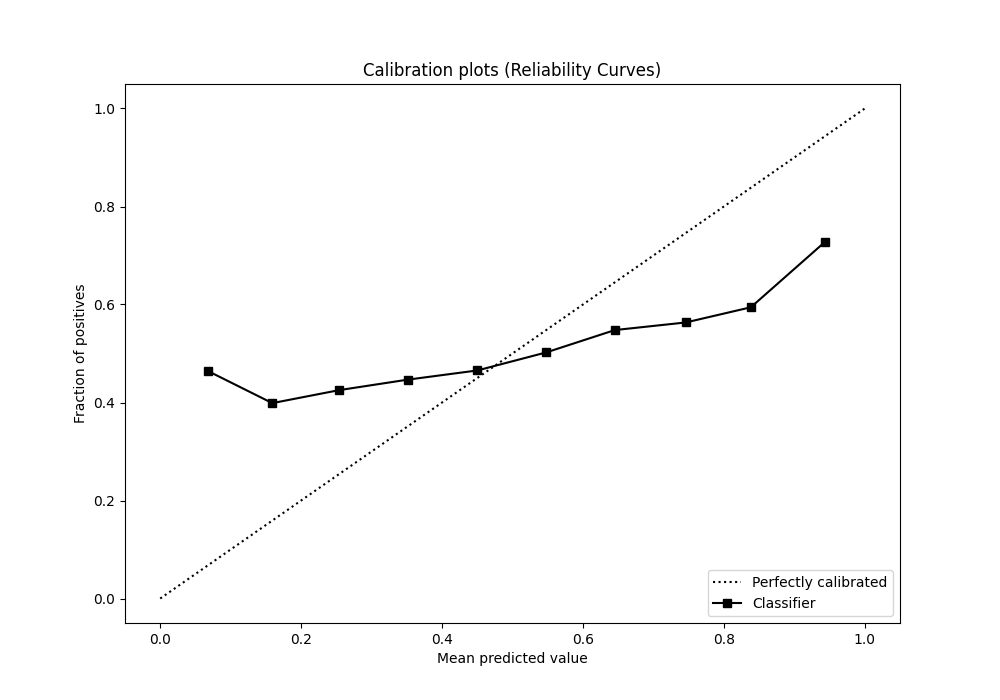 Calibration plots (Reliability Curves)
1.0
0.8
0.6
0.4
0.2
0.0
Fraction of positives
0.0 0.2 0.4 0.6 0.8 1.0
Mean predicted value
Perfectly calibrated
Classifier